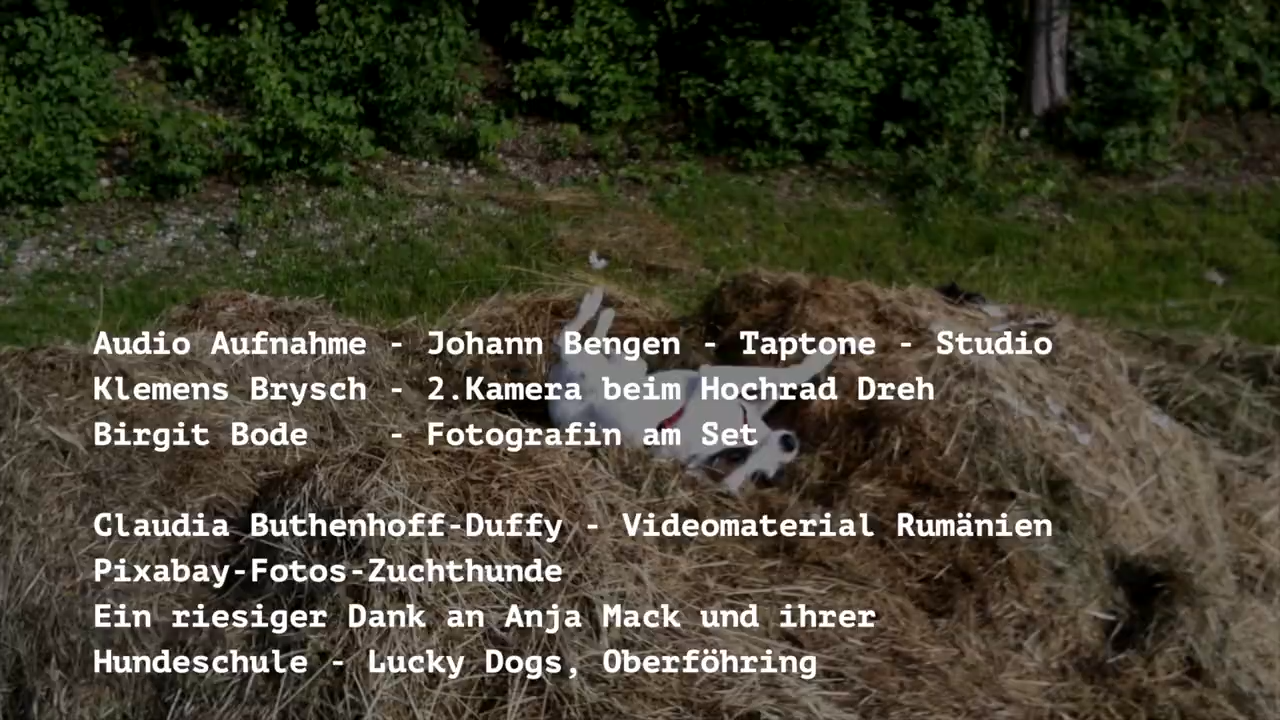 Audio Aufnahme - Johann Bengen - Taptone - Studio
Klemens Brysch - 2.Kamera beim Hochrad Dreh
Birgit Bode - Fotografin am Set
Claudia Buthenhoff-Duffy - Videomaterial Rumänien
Pixabay-Fotos-Zuchthunde
Ein riesiger Dank an Anja Mack und ihrer
Hundeschule - Lucky Dogs, Oberföhring